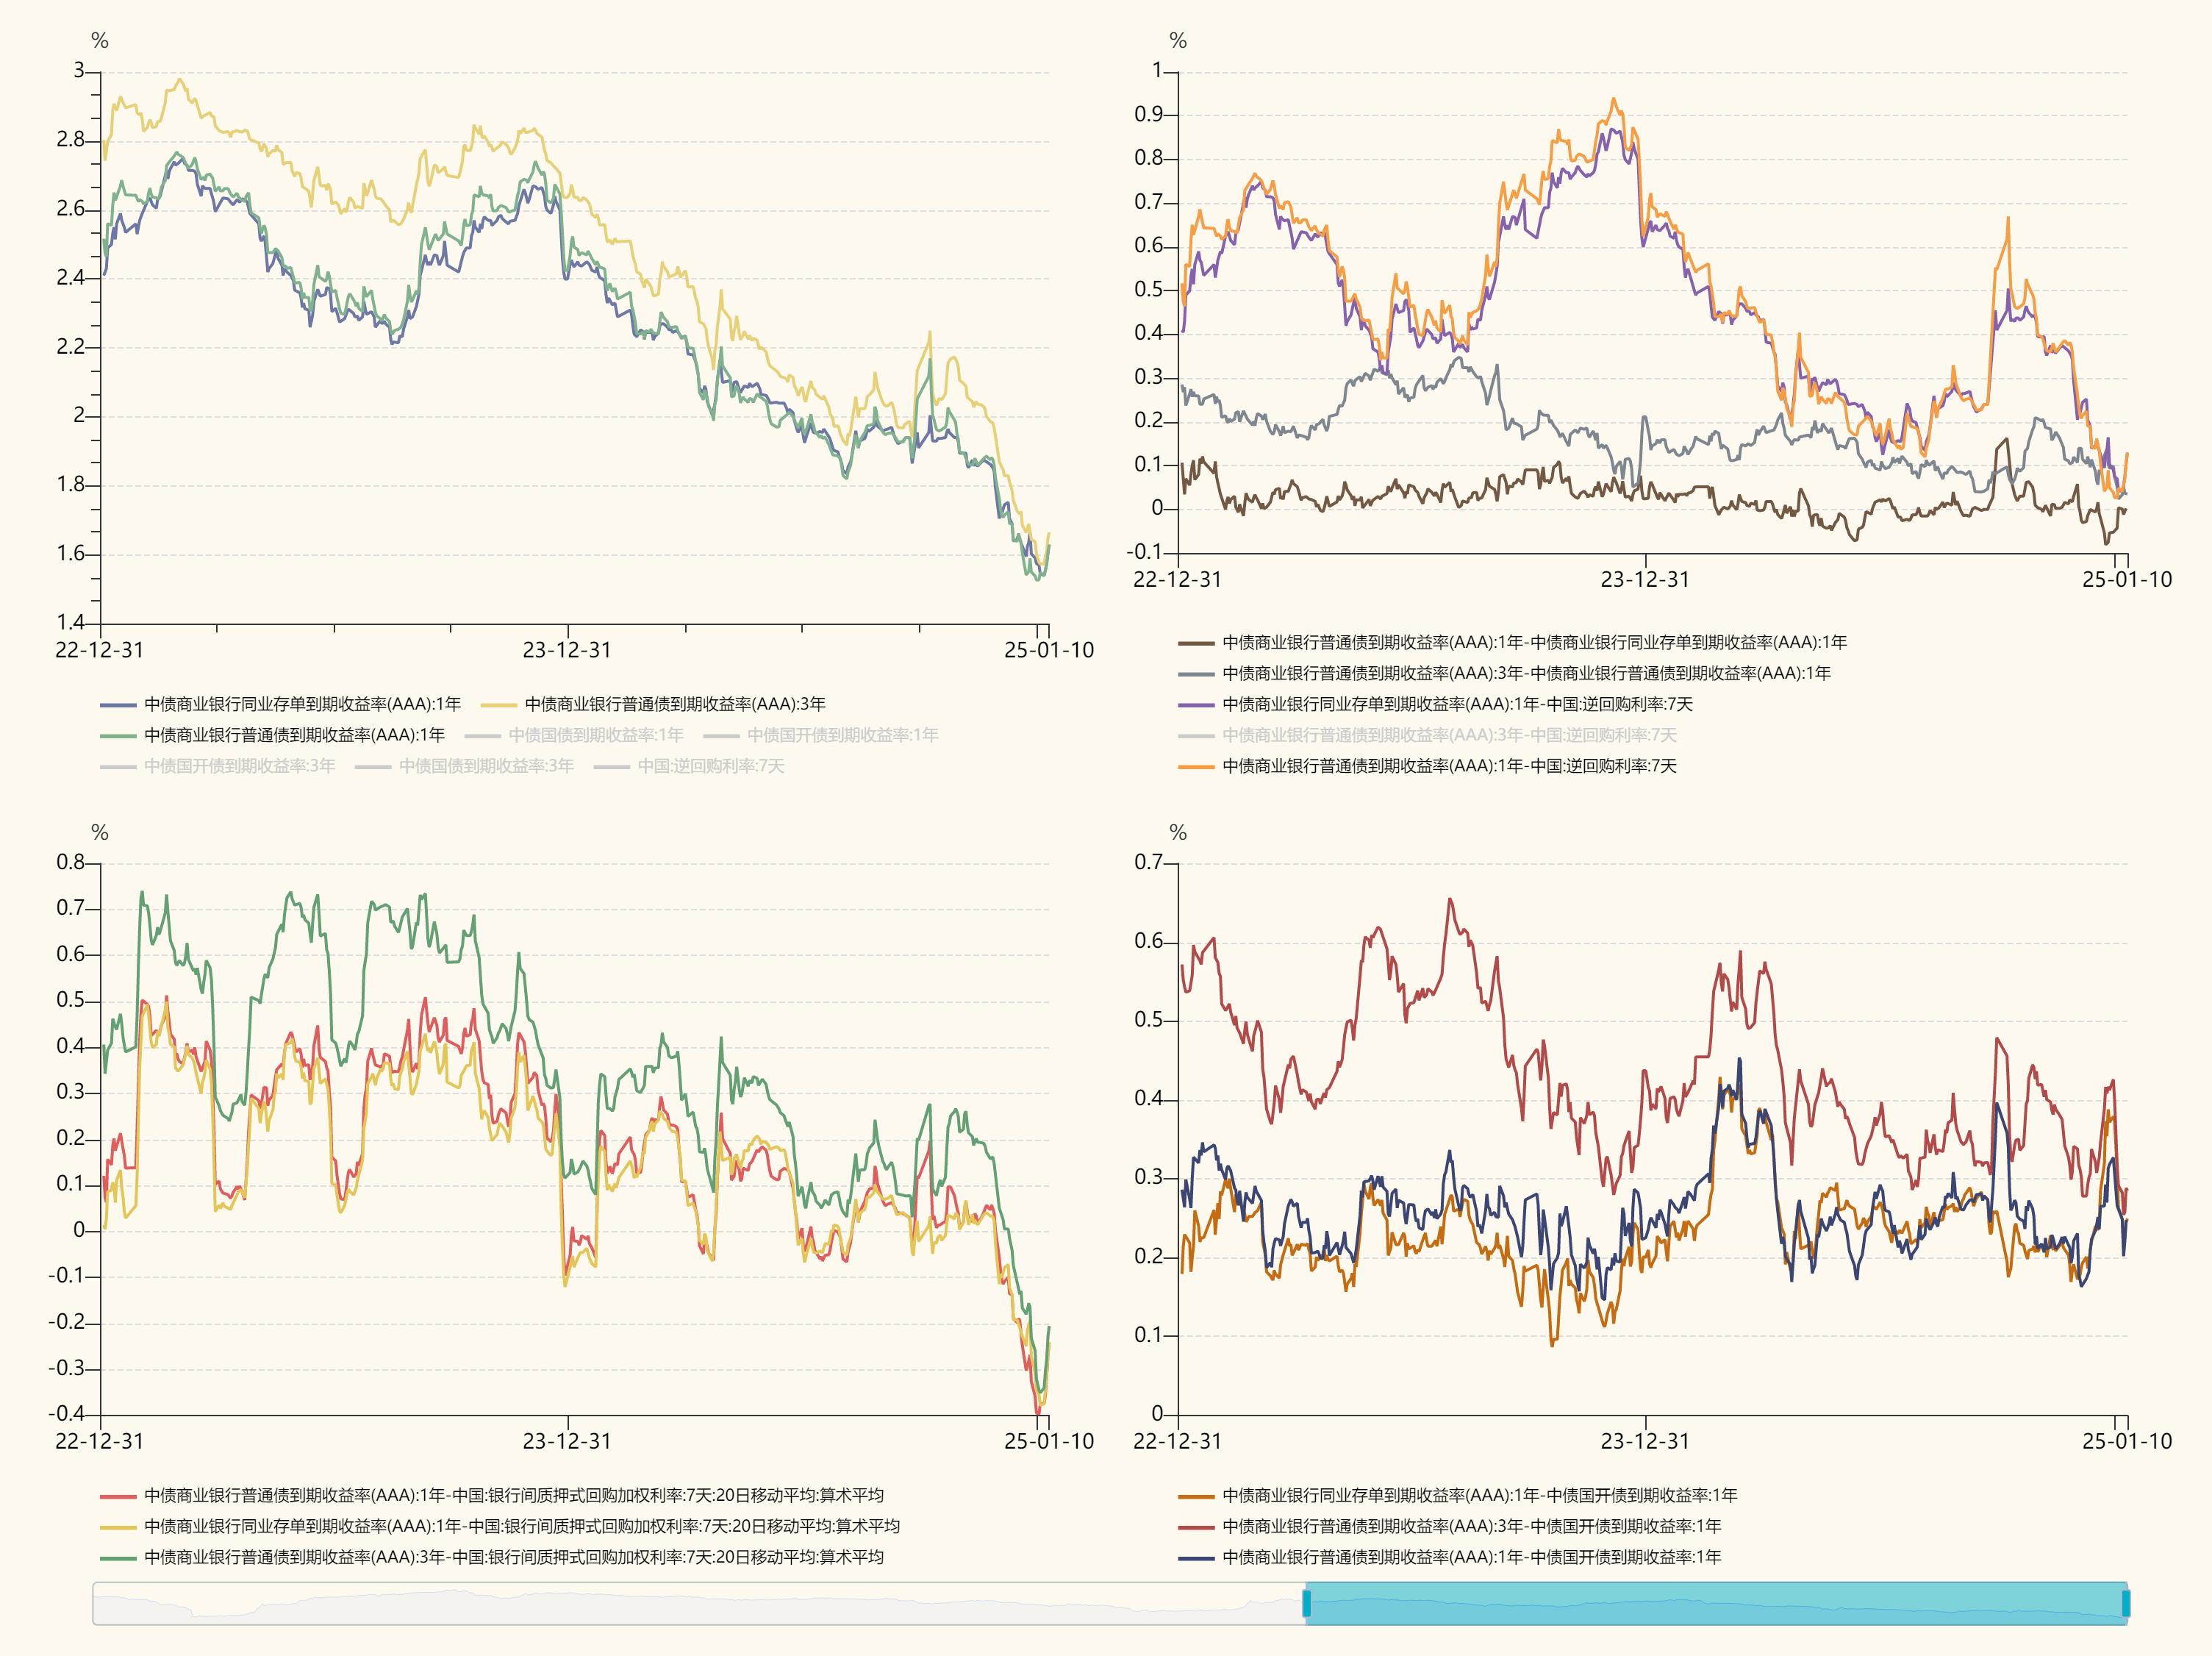 %
3
2.8
2.6
2.4
2.2
2
1.8
1.6
1.4
22-12-31 23-12-31 25-01-10
中债商业银行同业存单到期收益率(AAA):1年 中债商业银行普通债到期收益率(AAA):3年
中债商业银行普通债到期收益率(AAA):1年 中债国债到期收益率:1年 中债国开债到期收益率:1年
中债国开债到期收益率:3年 中债国债到期收益率:3年 中国:逆回购利率:7天
%
1
0.9
0.8
0.7
0.6
0.5
0.4
0.3
0.2
0.1
0
-0.1
22-12-31 23-12-31 25-01-10
中债商业银行普通债到期收益率(AAA):1年-中债商业银行同业存单到期收益率(AAA):1年
中债商业银行普通债到期收益率(AAA):3年-中债商业银行普通债到期收益率(AAA):1年
中债商业银行同业存单到期收益率(AAA):1年-中国:逆回购利率:7天
中债商业银行普通债到期收益率(AAA):3年-中国:逆回购利率:7天
中债商业银行普通债到期收益率(AAA):1年-中国:逆回购利率:7天
%
0.8
0.7
0.6
0.5
0.4
0.3
0.2
0.1
0
-0.1
-0.2
-0.3
-0.4
22-12-31 23-12-31 25-01-10
中债商业银行普通债到期收益率(AAA):1年-中国:银行间质押式回购加权利率:7天:20日移动平均:算术平均
中债商业银行同业存单到期收益率(AAA):1年-中国:银行间质押式回购加权利率:7天:20日移动平均:算术平均
中债商业银行普通债到期收益率(AAA):3年-中国:银行间质押式回购加权利率:7天:20日移动平均:算术平均
%
0.7
0.6
0.5
0.4
0.3
0.2
0.1
0
22-12-31 23-12-31 25-01-10
中债商业银行同业存单到期收益率(AAA):1年-中债国开债到期收益率:1年
中债商业银行普通债到期收益率(AAA):3年-中债国开债到期收益率:1年
中债商业银行普通债到期收益率(AAA):1年-中债国开债到期收益率:1年